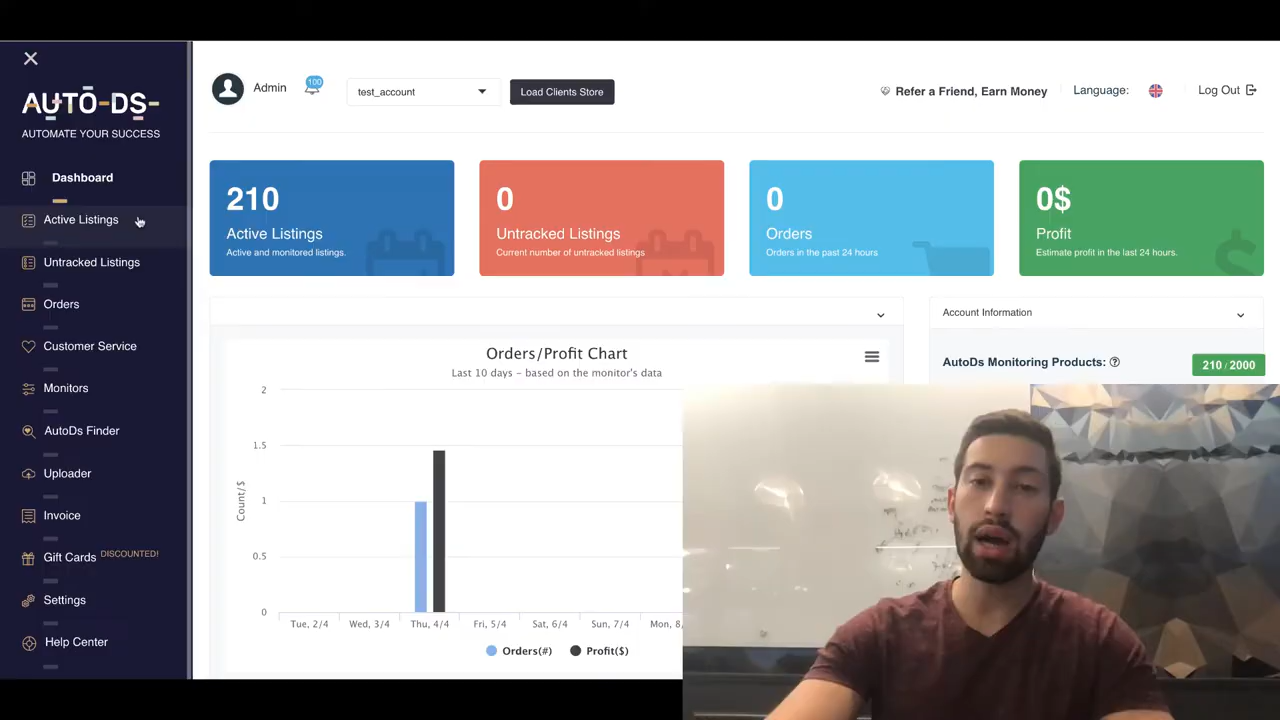 AUTO-DS-
AUTOMATE YOUR SUCCESS
Dashboard
Active Listings
Untracked Listings
Orders
Customer Service
Monitors
AutoDs Finder
Uploader
Invoice
Gift Cards DISCOUNTED!
Settings
Help Center
Admin
100
test_account
Load Clients Store
Refer a Friend, Earn Money
Language:
Log Out
210
Active Listings
Active and monitored listings.
0
Untracked Listings
Current number of untracked listings
0
Orders
Orders in the past 24 hours
0$
Profit
Estimate profit in the last 24 hours.
Orders/Profit Chart
Last 10 days – based on the monitor's data
Count/$
2
1.5
1
0.5
0
Tue, 2/4
Wed, 3/4
Thu, 4/4
Fri, 5/4
Sat, 6/4
Sun, 7/4
Mon, 8/
Orders(#)
Profit($)
Account Information
AutoDs Monitoring Products:
210 / 2000